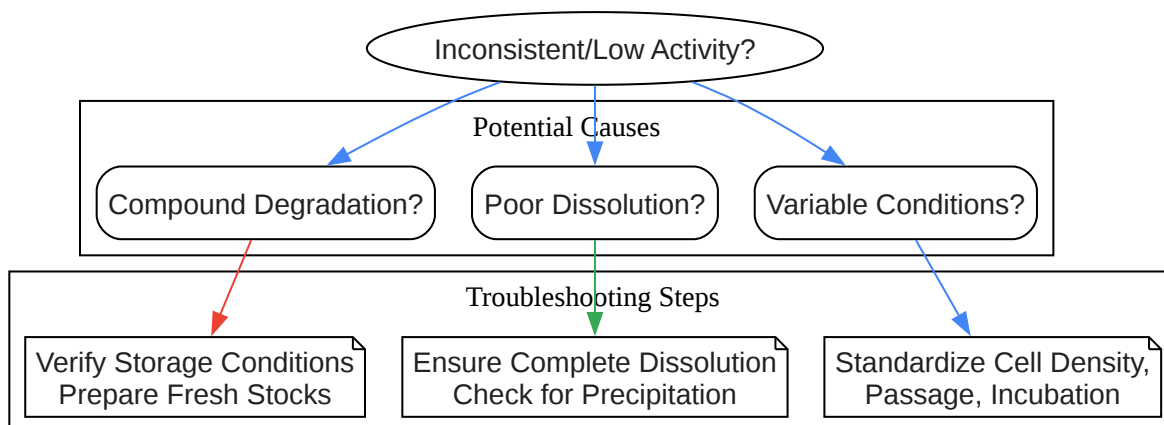 Inconsistent/Low Activity?
Potential Causes
Compound Degradation?
Poor Dissolution?
Variable Conditions?
Troubleshooting Steps
Verify Storage Conditions
Prepare Fresh Stocks
Ensure Complete Dissolution
Check for Precipitation
Standardize Cell Density,
Passage, Incubation